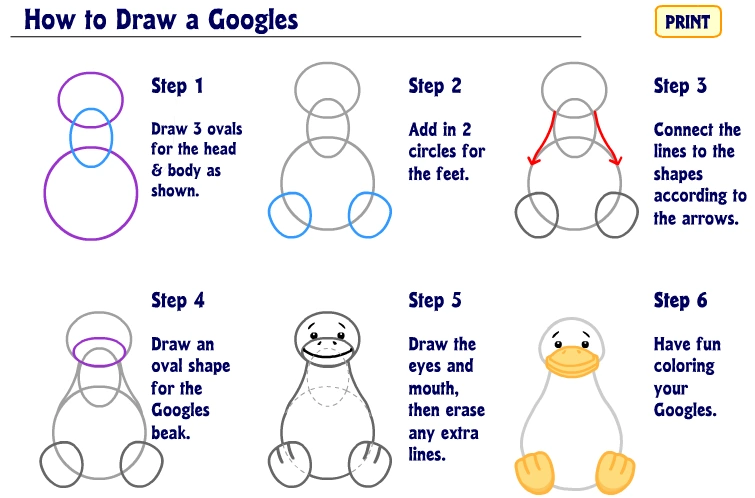 How to Draw a Googles
PRINT
Step 1
Draw 3 ovals
for the head
& body as
shown.
Step 2
Add in 2
circles for
the feet.
Step 3
Connect the
lines to the
shapes
according to
the arrows.
Step 4
Draw an
oval shape
for the
Googles
beak.
Step 5
Draw the
eyes and
mouth,
then erase
any extra
lines.
Step 6
Have fun
coloring
your
Googles.